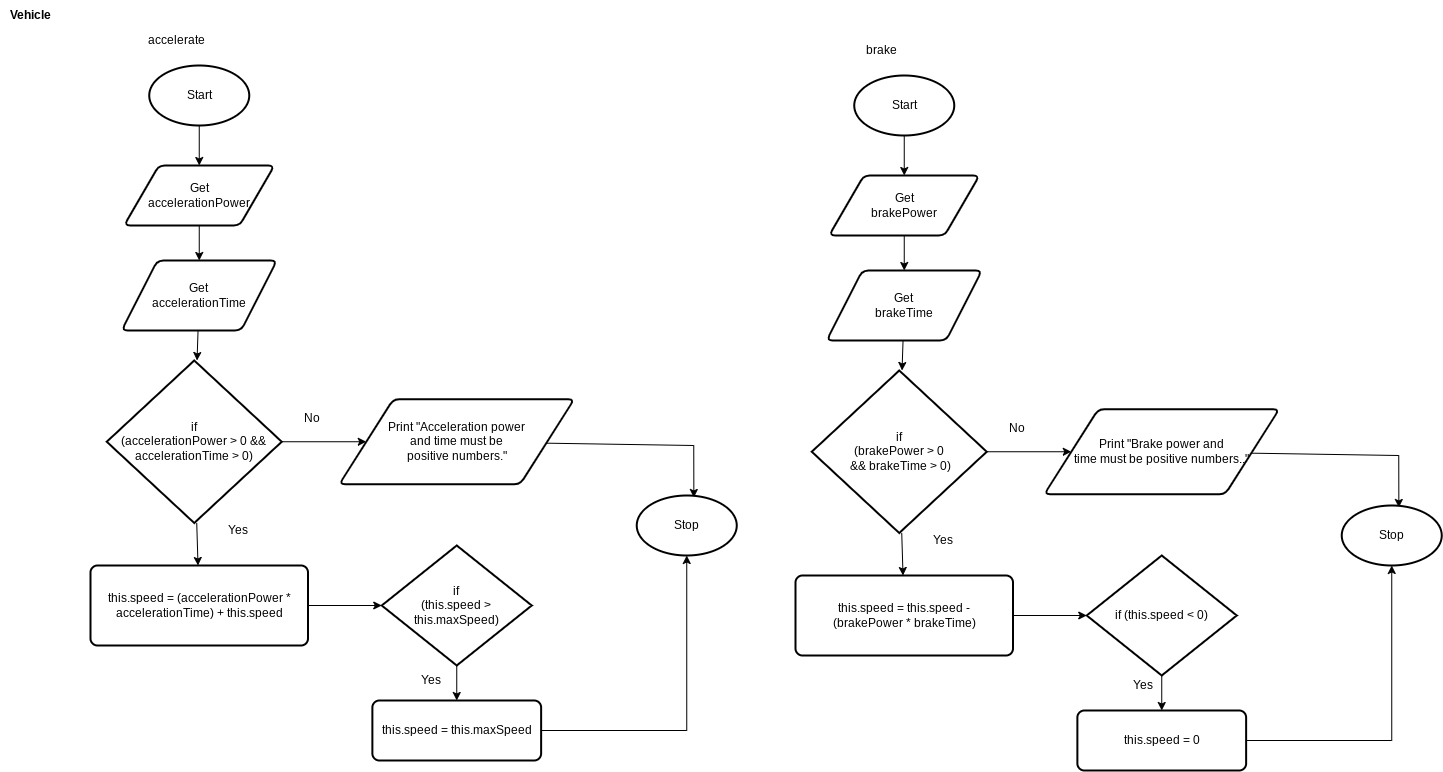 Vehicle
accelerate
Start
Get
accelerationPower
Get
accelerationTime
if
(accelerationPower > 0 &&
accelerationTime > 0)
No
Print "Acceleration power
and time must be
positive numbers."
Yes
this.speed = (accelerationPower *
accelerationTime) + this.speed
if
(this.speed >
this.maxSpeed)
Yes
this.speed = this.maxSpeed
Stop
brake
Start
Get
brakePower
Get
brakeTime
if
(brakePower > 0
&& brakeTime > 0)
No
Print "Brake power and
time must be positive numbers.."
Yes
this.speed = this.speed -
(brakePower * brakeTime)
if (this.speed < 0)
Yes
this.speed = 0
Stop